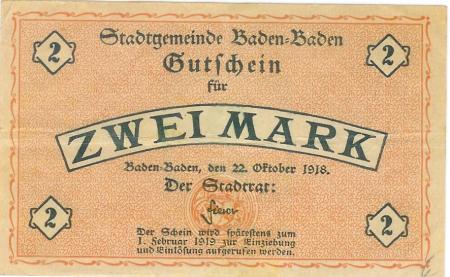 2 2
Stadtgemeinde Baden-Baden
Gutschein
für
ZWEI MARK
Baden-Baden, den 22. Oktober 1918.
Der Stadtrat:
2 2
Der Schein wird spätestens zum
1. Februar 1919 zur Einziehung
und Einlösung aufgerufen werden.